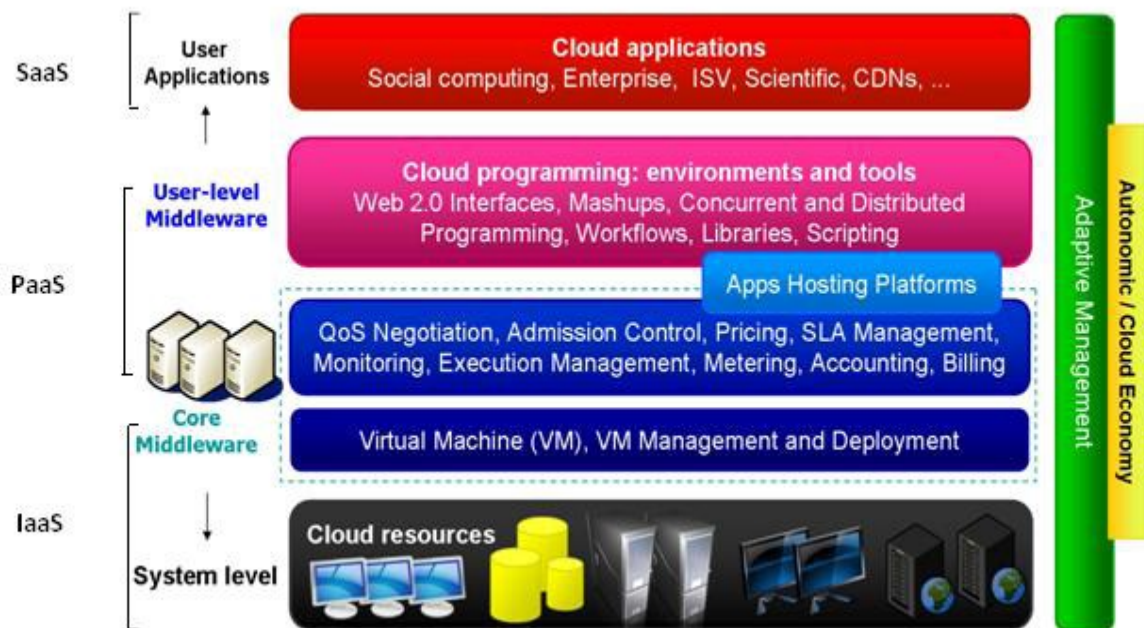 SaaS
User
Applications
Cloud applications
Social computing, Enterprise, ISV, Scientific, CDNs, ...
PaaS
User-level
Middleware
Cloud programming: environments and tools
Web 2.0 Interfaces, Mashups, Concurrent and Distributed
Programming, Workflows, Libraries, Scripting
Apps Hosting Platforms
QoS Negotiation, Admission Control, Pricing, SLA Management,
Monitoring, Execution Management, Metering, Accounting, Billing
Core
Middleware
Virtual Machine (VM), VM Management and Deployment
IaaS
System level
Cloud resources
Adaptive Management
Autonomic / Cloud Economy